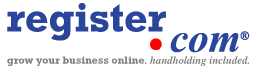 register
.com®
grow your business online. handholding included.